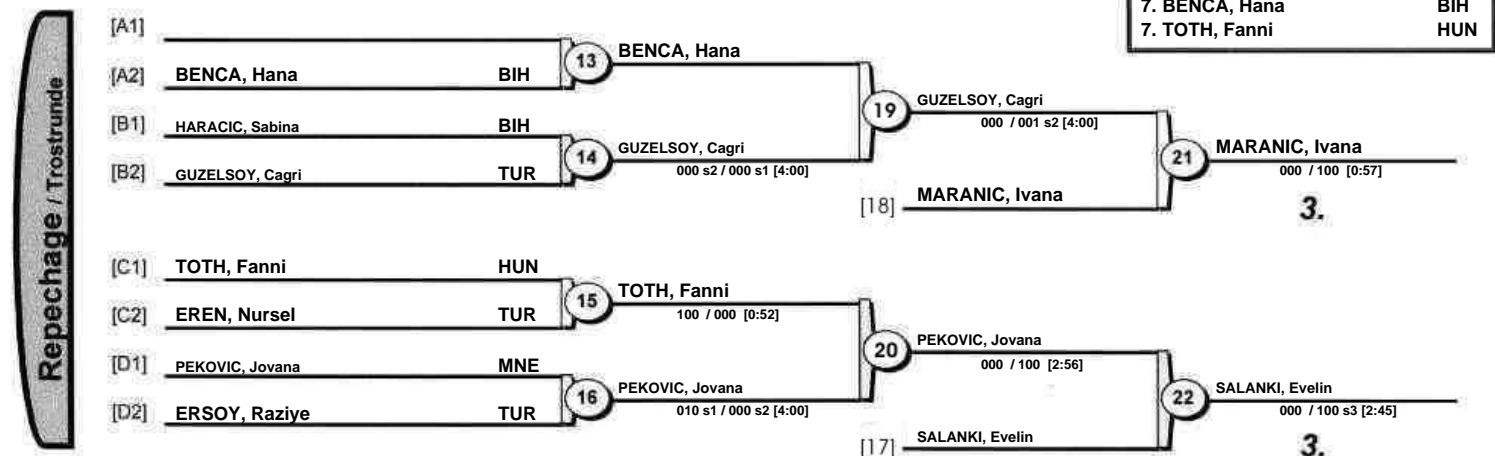 7. BENCA, Hana BIH
7. TOTH, Fanni HUN
Repechage / Trostrunde
[A1]
13
BENCA, Hana
[A2] BENCA, Hana BIH
19
GUZELSOY, Cagri
000 / 001 s2 [4:00]
[B1] HARACIC, Sabina BIH
14
GUZELSOY, Cagri
000 s2 / 000 s1 [4:00]
21
MARANIC, Ivana
000 / 100 [0:57]
[B2] GUZELSOY, Cagri TUR
[18] MARANIC, Ivana
3.
[C1] TOTH, Fanni HUN
15
TOTH, Fanni
100 / 000 [0:52]
[C2] EREN, Nursel TUR
20
PEKOVIC, Jovana
000 / 100 [2:56]
[D1] PEKOVIC, Jovana MNE
16
PEKOVIC, Jovana
010 s1 / 000 s2 [4:00]
22
SALANKI, Evelin
000 / 100 s3 [2:45]
[D2] ERSOY, Raziye TUR
[17] SALANKI, Evelin
3.